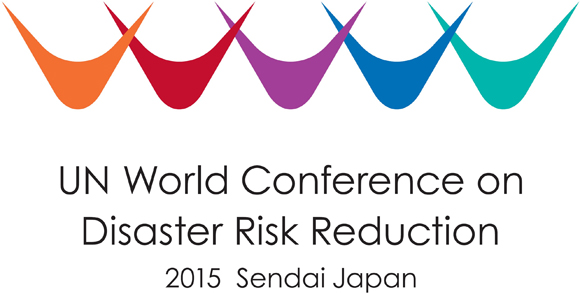 UN World Conference on
Disaster Risk Reduction
2015 Sendai Japan